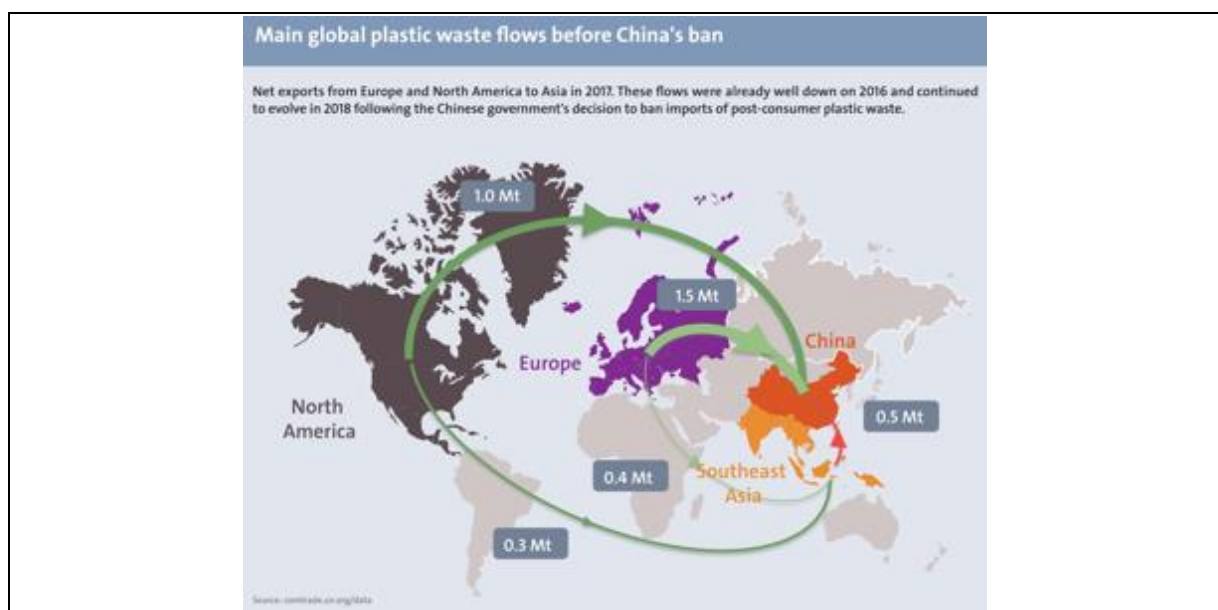 Main global plastic waste flows before China's ban
Net exports from Europe and North America to Asia in 2017. These flows were already well down on 2016 and continued
to evolve in 2018 following the Chinese government's decision to ban imports of post-consumer plastic waste.
1.0 Mt
1.5 Mt
China
Europe
North
America
0.5 Mt
0.4 Mt
Southeast
Asia
0.3 Mt
Source: comtrade.un.org/data